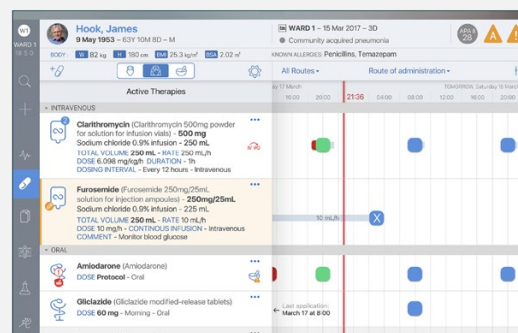 W1
WARD 1
Hook, James
9 May 1953 – 63Y 10M 8D – M
BODY: W 82 kg H 180 cm BMI 25.3 kg/m² BSA 2.02 m²
WARD 1 – 15 Mar 2017 – 3D
Community acquired pneumonia
KNOWN ALLERGIES: Penicillins, Temazepam
28
A
All Routes
Route of administration
Active Therapies
17 March
TOMORROW, Saturday
16:00 20:00 21:36 04:00 08:00 12:00 16:00 20:00
INTRAVENOUS
2
Clarithromycin (Clarithromycin 500mg powder
for solution for infusion vials) - 500 mg
Sodium chloride 0.9% infusion - 250 mL
TOTAL VOLUME 250 mL - RATE 250 mL/h
DOSE 6.098 mg/kg/h DURATION - 1h
DOSING INTERVAL - Every 12 hours - Intravenous
Furosemide (Furosemide 250mg/25mL
solution for injection ampoules) - 250mg/25mL
Sodium chloride 0.9% infusion - 225 mL
TOTAL VOLUME 250 mL - RATE 10 mL/h
DOSE 10 mg/h - CONTINOUS INFUSION - Intravenous
COMMENT - Monitor blood glucose
10 mL/h
X
ORAL
Amiodarone (Amiodarone)
DOSE Protocol - Oral
Gliclazide (Gliclazide modified-release tablets)
DOSE 60 mg - Morning - Oral
Last application:
March 17 at 8:00